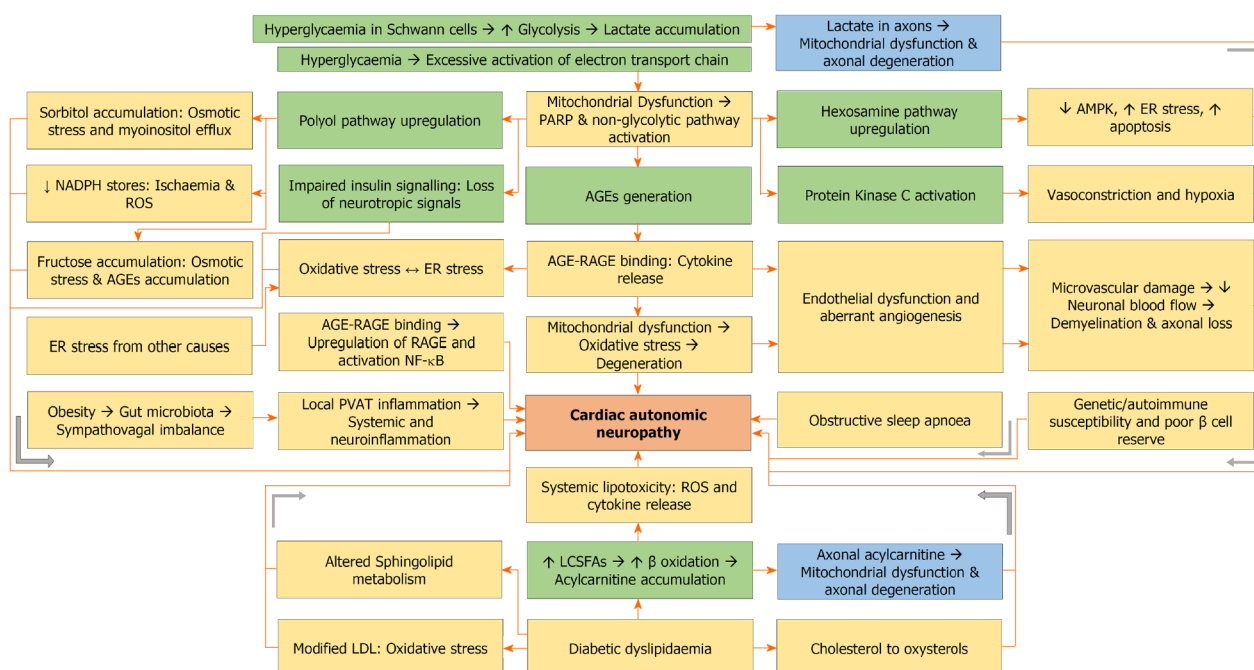 Hyperglycaemia in Schwann cells → ↑ Glycolysis → Lactate accumulation
Lactate in axons →
Mitochondrial dysfunction &
axonal degeneration
Hyperglycaemia → Excessive activation of electron transport chain
Sorbitol accumulation: Osmotic
stress and myoinositol efflux
Polyol pathway upregulation
Mitochondrial Dysfunction →
PARP & non-glycolytic pathway
activation
Hexosamine pathway
upregulation
↓ AMPK, ↑ ER stress, ↑
apoptosis
↓ NADPH stores: Ischaemia &
ROS
Impaired insulin signalling: Loss
of neurotropic signals
AGEs generation
Protein Kinase C activation
Vasoconstriction and hypoxia
Fructose accumulation: Osmotic
stress & AGEs accumulation
Oxidative stress ↔ ER stress
AGE-RAGE binding: Cytokine
release
Endothelial dysfunction and
aberrant angiogenesis
Microvascular damage → ↓
Neuronal blood flow →
Demyelination & axonal loss
ER stress from other causes
AGE-RAGE binding →
Upregulation of RAGE and
activation NF-κB
Mitochondrial dysfunction →
Oxidative stress →
Degeneration
Obesity → Gut microbiota →
Sympathovagal imbalance
Local PVAT inflammation →
Systemic and
neuroinflammation
Cardiac autonomic
neuropathy
Obstructive sleep apnoea
Genetic/autoimmune
susceptibility and poor β cell
reserve
Systemic lipotoxicity: ROS and
cytokine release
Altered Sphingolipid
metabolism
↑ LCSFAs → ↑ β oxidation →
Acylcarnitine accumulation
Axonal acylcarnitine →
Mitochondrial dysfunction &
axonal degeneration
Modified LDL: Oxidative stress
Diabetic dyslipidaemia
Cholesterol to oxysterols